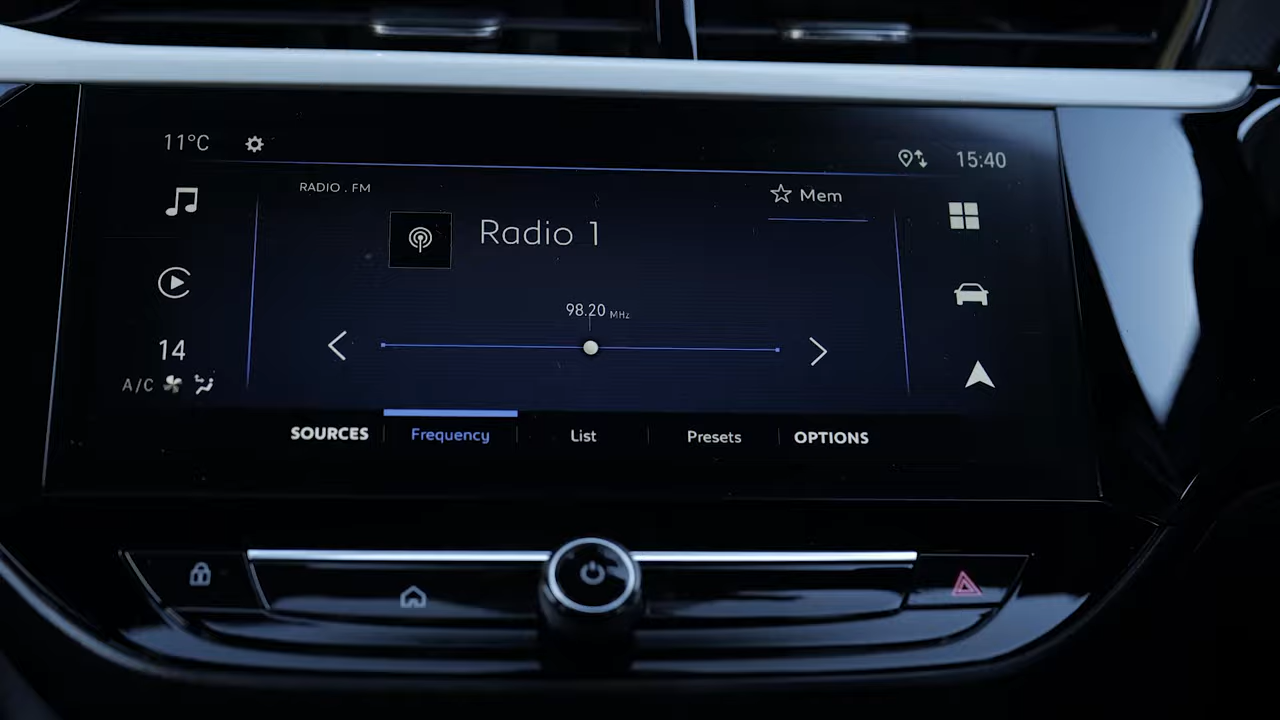 11°C
15:40
RADIO . FM
Mem
Radio 1
98.20 MHz
14
A/C
SOURCES
Frequency
List
Presets
OPTIONS